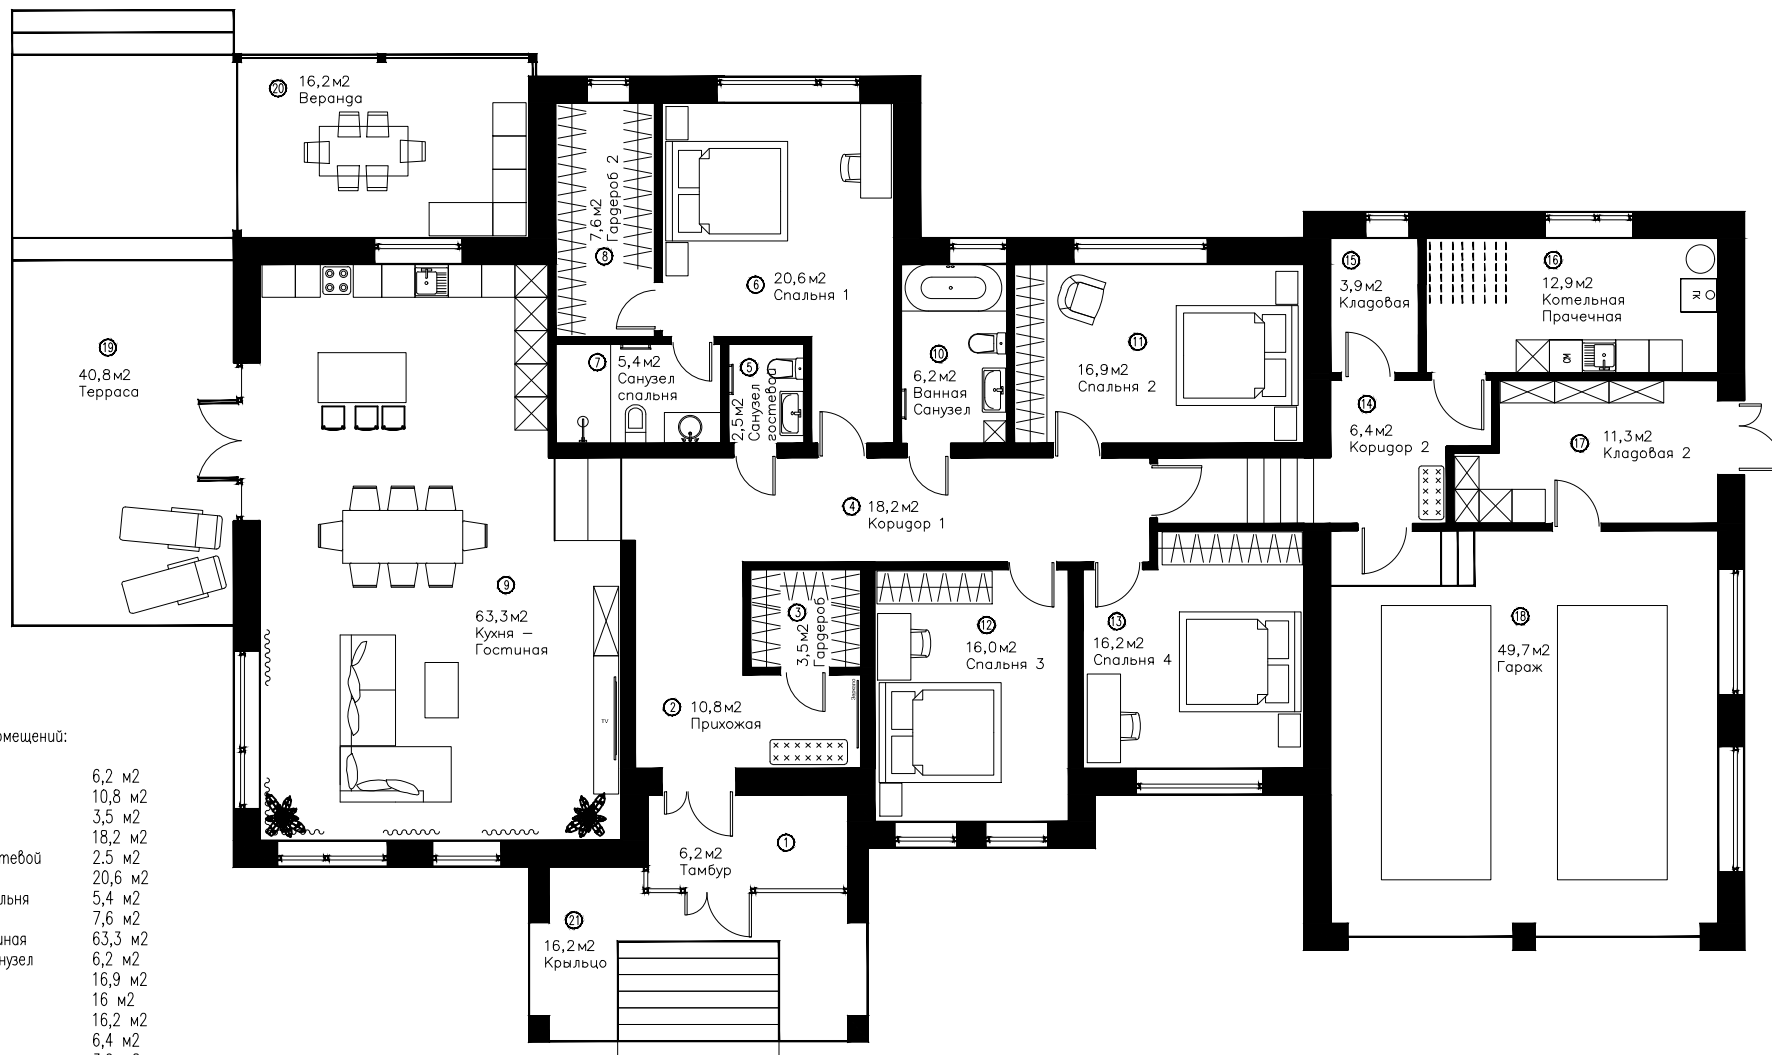 20
16,2м2
Веранда
8
7,6м2
Гардероб 2
6
20,6м2
Спальня 1
15
3,9м2
Кладовая
16
12,9м2
Котельная
Прачечная
ГК
СМ
19
40,8м2
Терраса
7
5,4м2
Санузел
спальня
5
2,5м2
Санузел
гостевой
10
6,2м2
Ванная
Санузел
11
16,9м2
Спальня 2
14
6,4м2
Коридор 2
17
11,3м2
Кладовая 2
4
18,2м2
Коридор 1
9
63,3м2
Кухня –
Гостиная
TV
3
3,5м2
Гардероб
12
16,0м2
Спальня 3
13
16,2м2
Спальня 4
18
49,7м2
Гараж
2
10,8м2
Прихожая
Зеркало
1
6,2м2
Тамбур
21
16,2м2
Крыльцо
омещений:
6,2 м2
10,8 м2
3,5 м2
18,2 м2
тевой 2.5 м2
20,6 м2
льня 5,4 м2
7,6 м2
иная 63,3 м2
нузел 6,2 м2
16,9 м2
16 м2
16,2 м2
6,4 м2